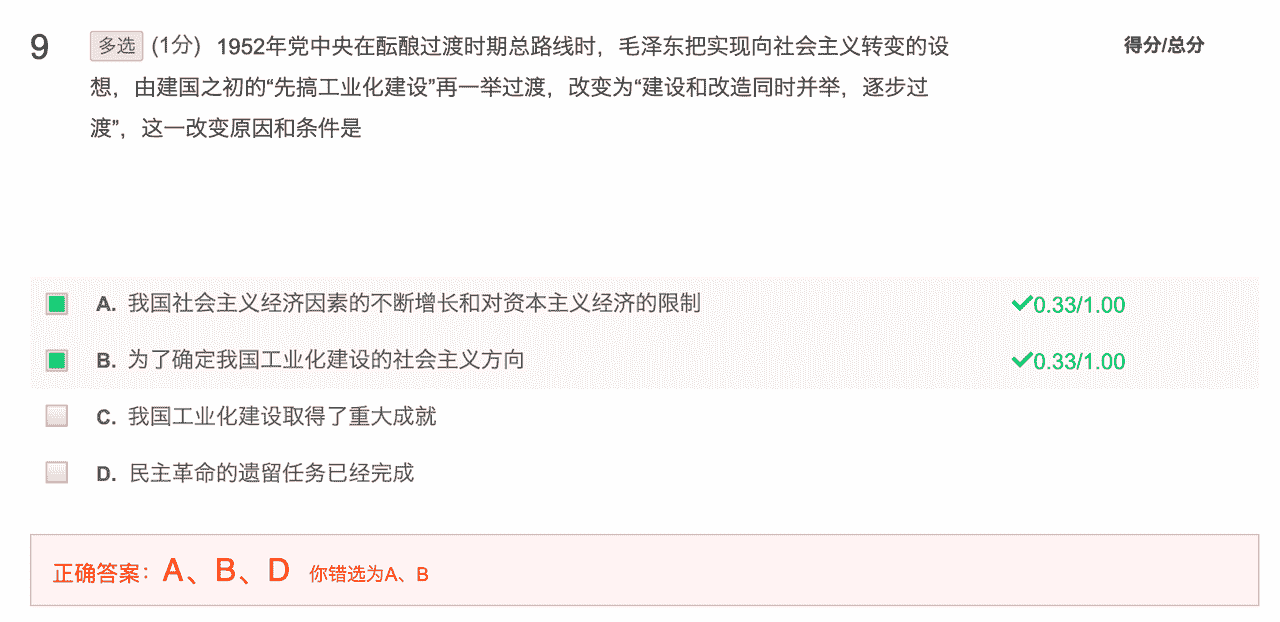 9 多选 (1分) 1952年党中央在酝酿过渡时期总路线时，毛泽东把实现向社会主义转变的设 得分/总分
想，由建国之初的“先搞工业化建设”再一举过渡，改变为“建设和改造同时并举，逐步过
渡”，这一改变原因和条件是
A. 我国社会主义经济因素的不断增长和对资本主义经济的限制 0.33/1.00
B. 为了确定我国工业化建设的社会主义方向 0.33/1.00
C. 我国工业化建设取得了重大成就
D. 民主革命的遗留任务已经完成
正确答案：A、B、D 你错选为A、B